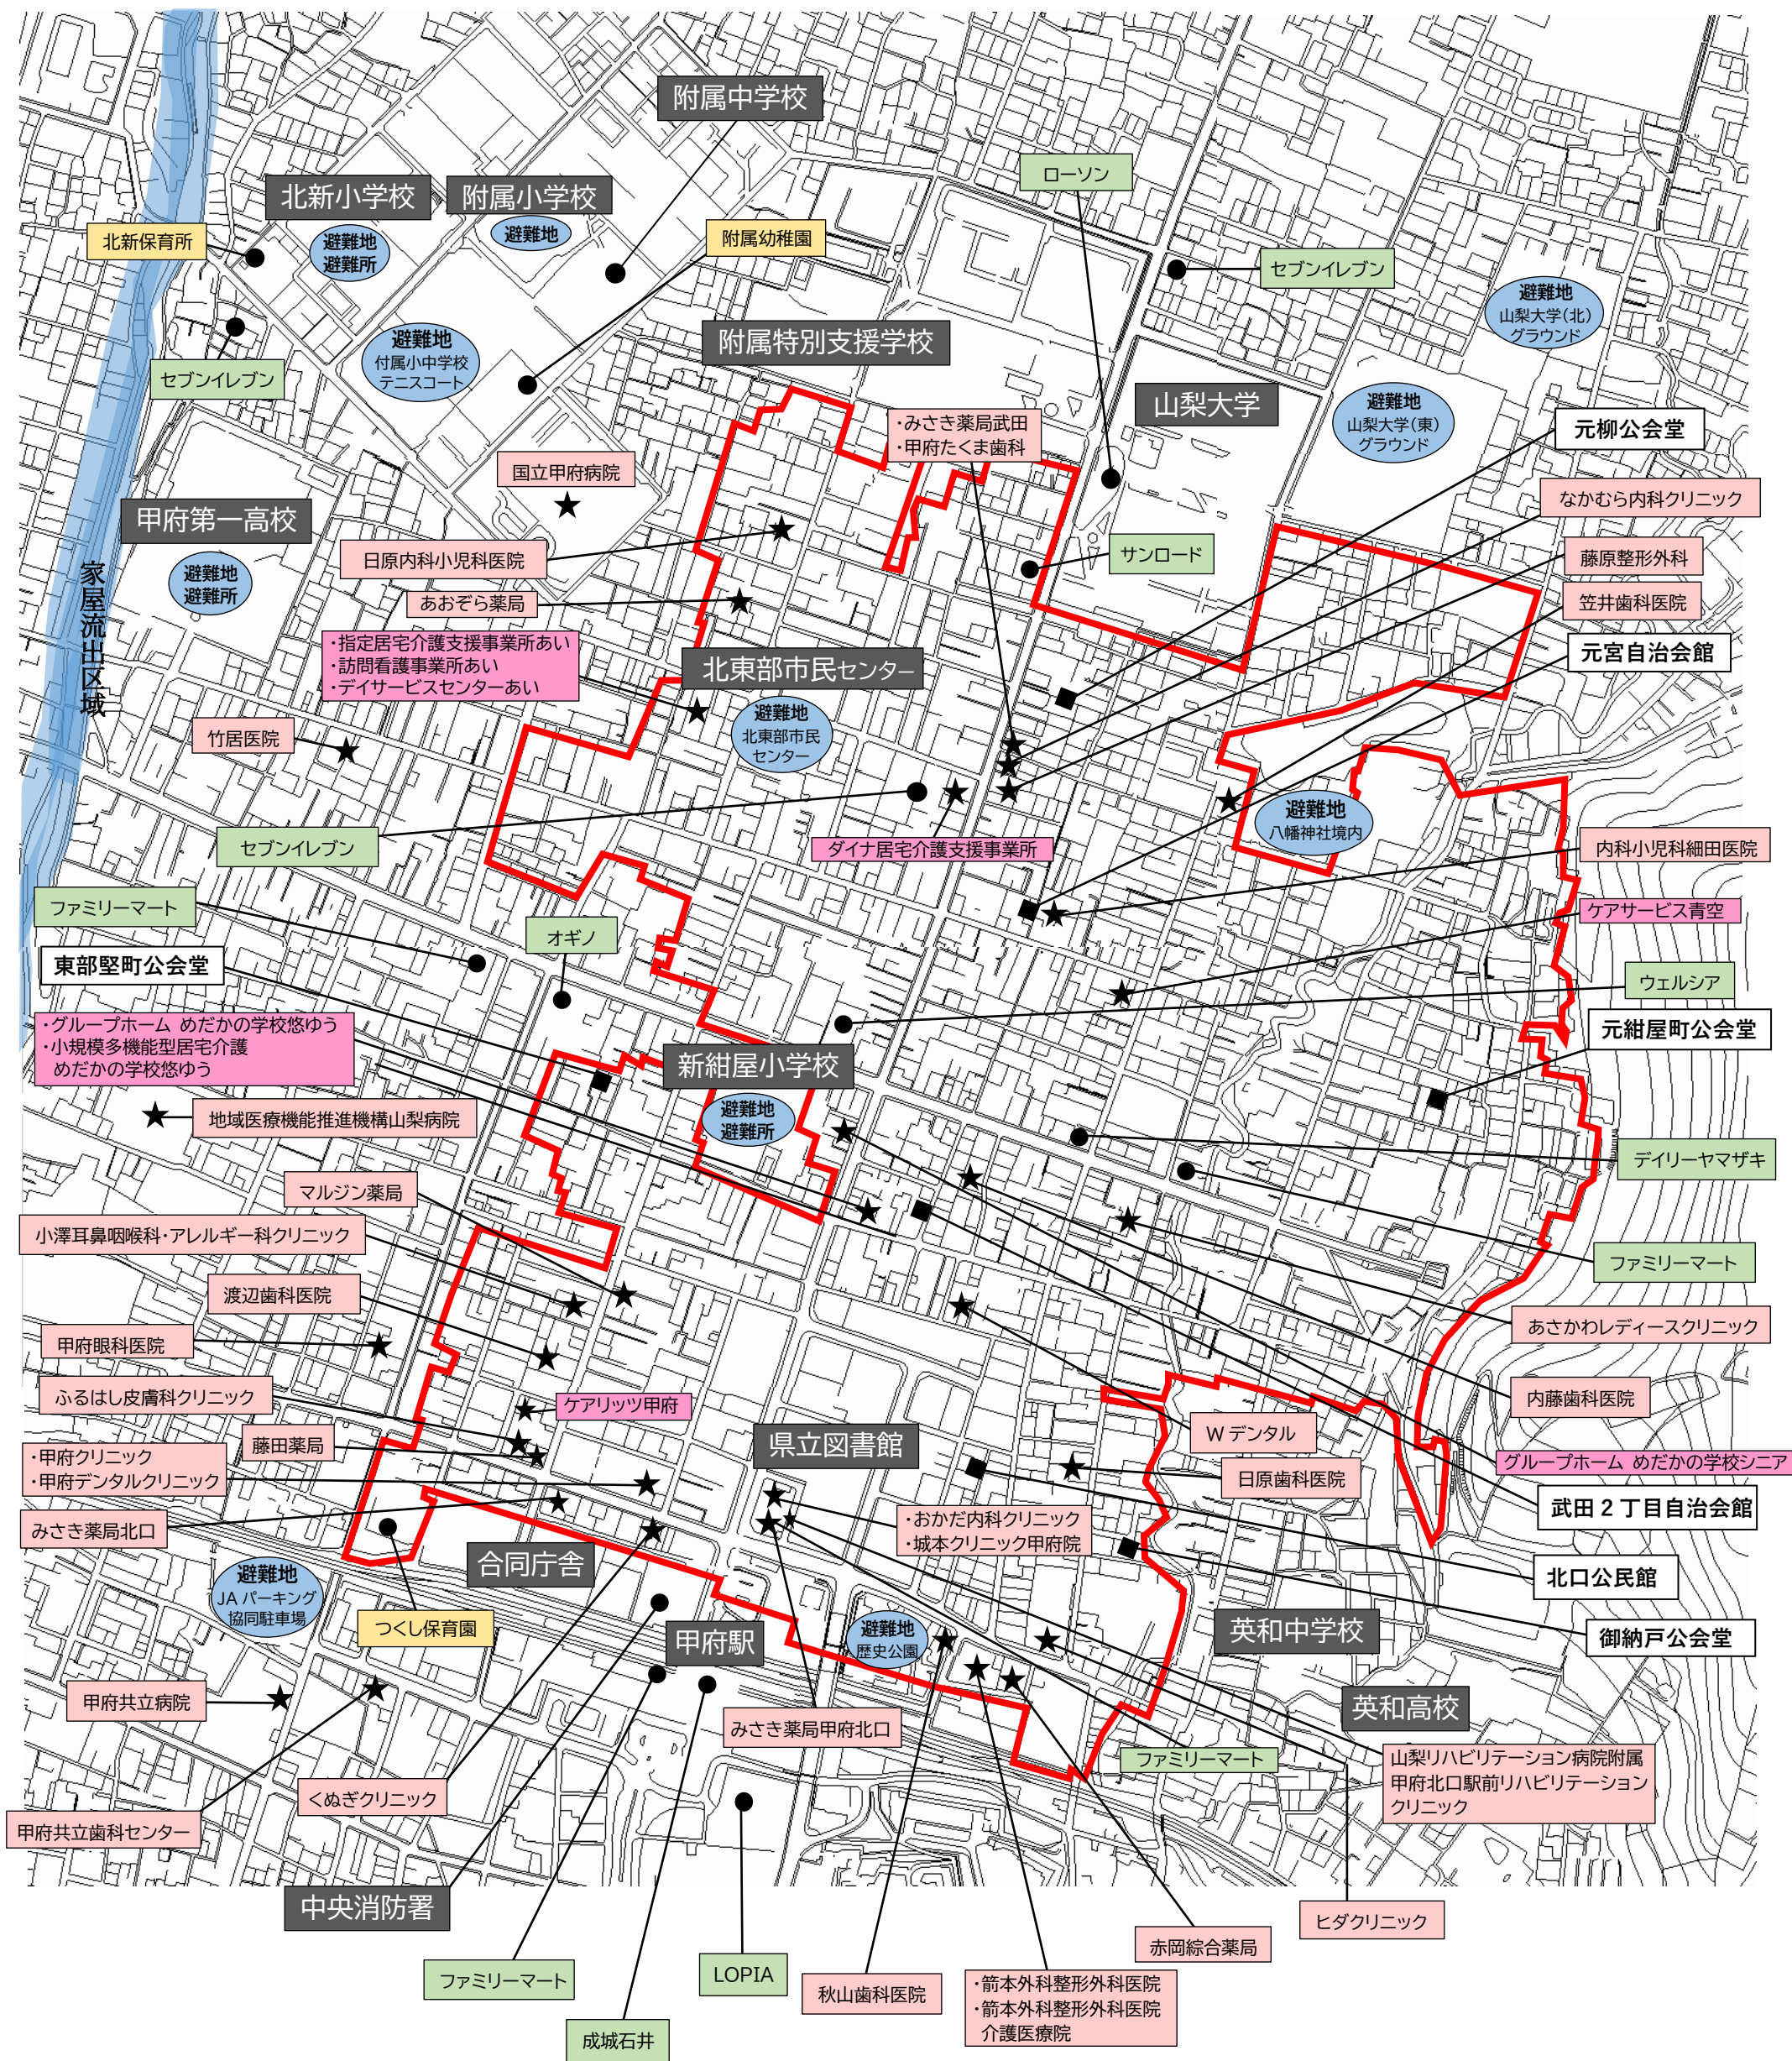 附属中学校
ローソン
北新小学校
附属小学校
北新保育所
避難地
避難所
避難地
附属幼稚園
セブンイレブン
避難地
山梨大学(北)
グラウンド
避難地
付属小中学校
テニスコート
附属特別支援学校
セブンイレブン
山梨大学
避難地
山梨大学(東)
グラウンド
・みさき薬局武田
・甲府たくま歯科
元柳公会堂
国立甲府病院
なかむら内科クリニック
甲府第一高校
日原内科小児科医院
サンロード
藤原整形外科
避難地
避難所
家屋流出区域
あおぞら薬局
笠井歯科医院
・指定居宅介護支援事業所あい
・訪問看護事業所あい
・デイサービスセンターあい
北東部市民センター
元宮自治会館
避難地
北東部市民
センター
竹居医院
避難地
八幡神社境内
セブンイレブン
ダイナ居宅介護支援事業所
内科小児科細田医院
ファミリーマート
ケアサービス青空
オギノ
東部堅町公会堂
ウェルシア
・グループホーム めだかの学校悠ゆう
・小規模多機能型居宅介護
めだかの学校悠ゆう
元紺屋町公会堂
新紺屋小学校
避難地
避難所
地域医療機能推進機構山梨病院
デイリーヤマザキ
マルジン薬局
小澤耳鼻咽喉科・アレルギー科クリニック
ファミリーマート
渡辺歯科医院
あさかわレディースクリニック
甲府眼科医院
ふるはし皮膚科クリニック
ケアリッツ甲府
内藤歯科医院
県立図書館
Wデンタル
藤田薬局
・甲府クリニック
・甲府デンタルクリニック
グループホーム めだかの学校シニア
日原歯科医院
武田2丁目自治会館
みさき薬局北口
・おかだ内科クリニック
・城本クリニック甲府院
合同庁舎
北口公民館
避難地
JAパーキング
協同駐車場
つくし保育園
甲府駅
避難地
歴史公園
英和中学校
御納戸公会堂
甲府共立病院
英和高校
みさき薬局甲府北口
ファミリーマート
山梨リハビリテーション病院附属
甲府北口駅前リハビリテーション
クリニック
くぬぎクリニック
甲府共立歯科センター
中央消防署
ヒダクリニック
赤岡綜合薬局
ファミリーマート
LOPIA
秋山歯科医院
・箭本外科整形外科医院
・箭本外科整形外科医院
介護医療院
成城石井